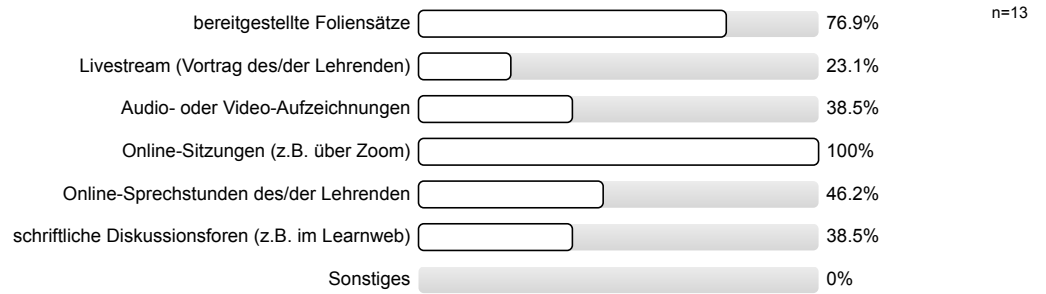 bereitgestellte Foliensätze 76.9% n=13
Livestream (Vortrag des/der Lehrenden) 23.1%
Audio- oder Video-Aufzeichnungen 38.5%
Online-Sitzungen (z.B. über Zoom) 100%
Online-Sprechstunden des/der Lehrenden 46.2%
schriftliche Diskussionsforen (z.B. im Learnweb) 38.5%
Sonstiges 0%